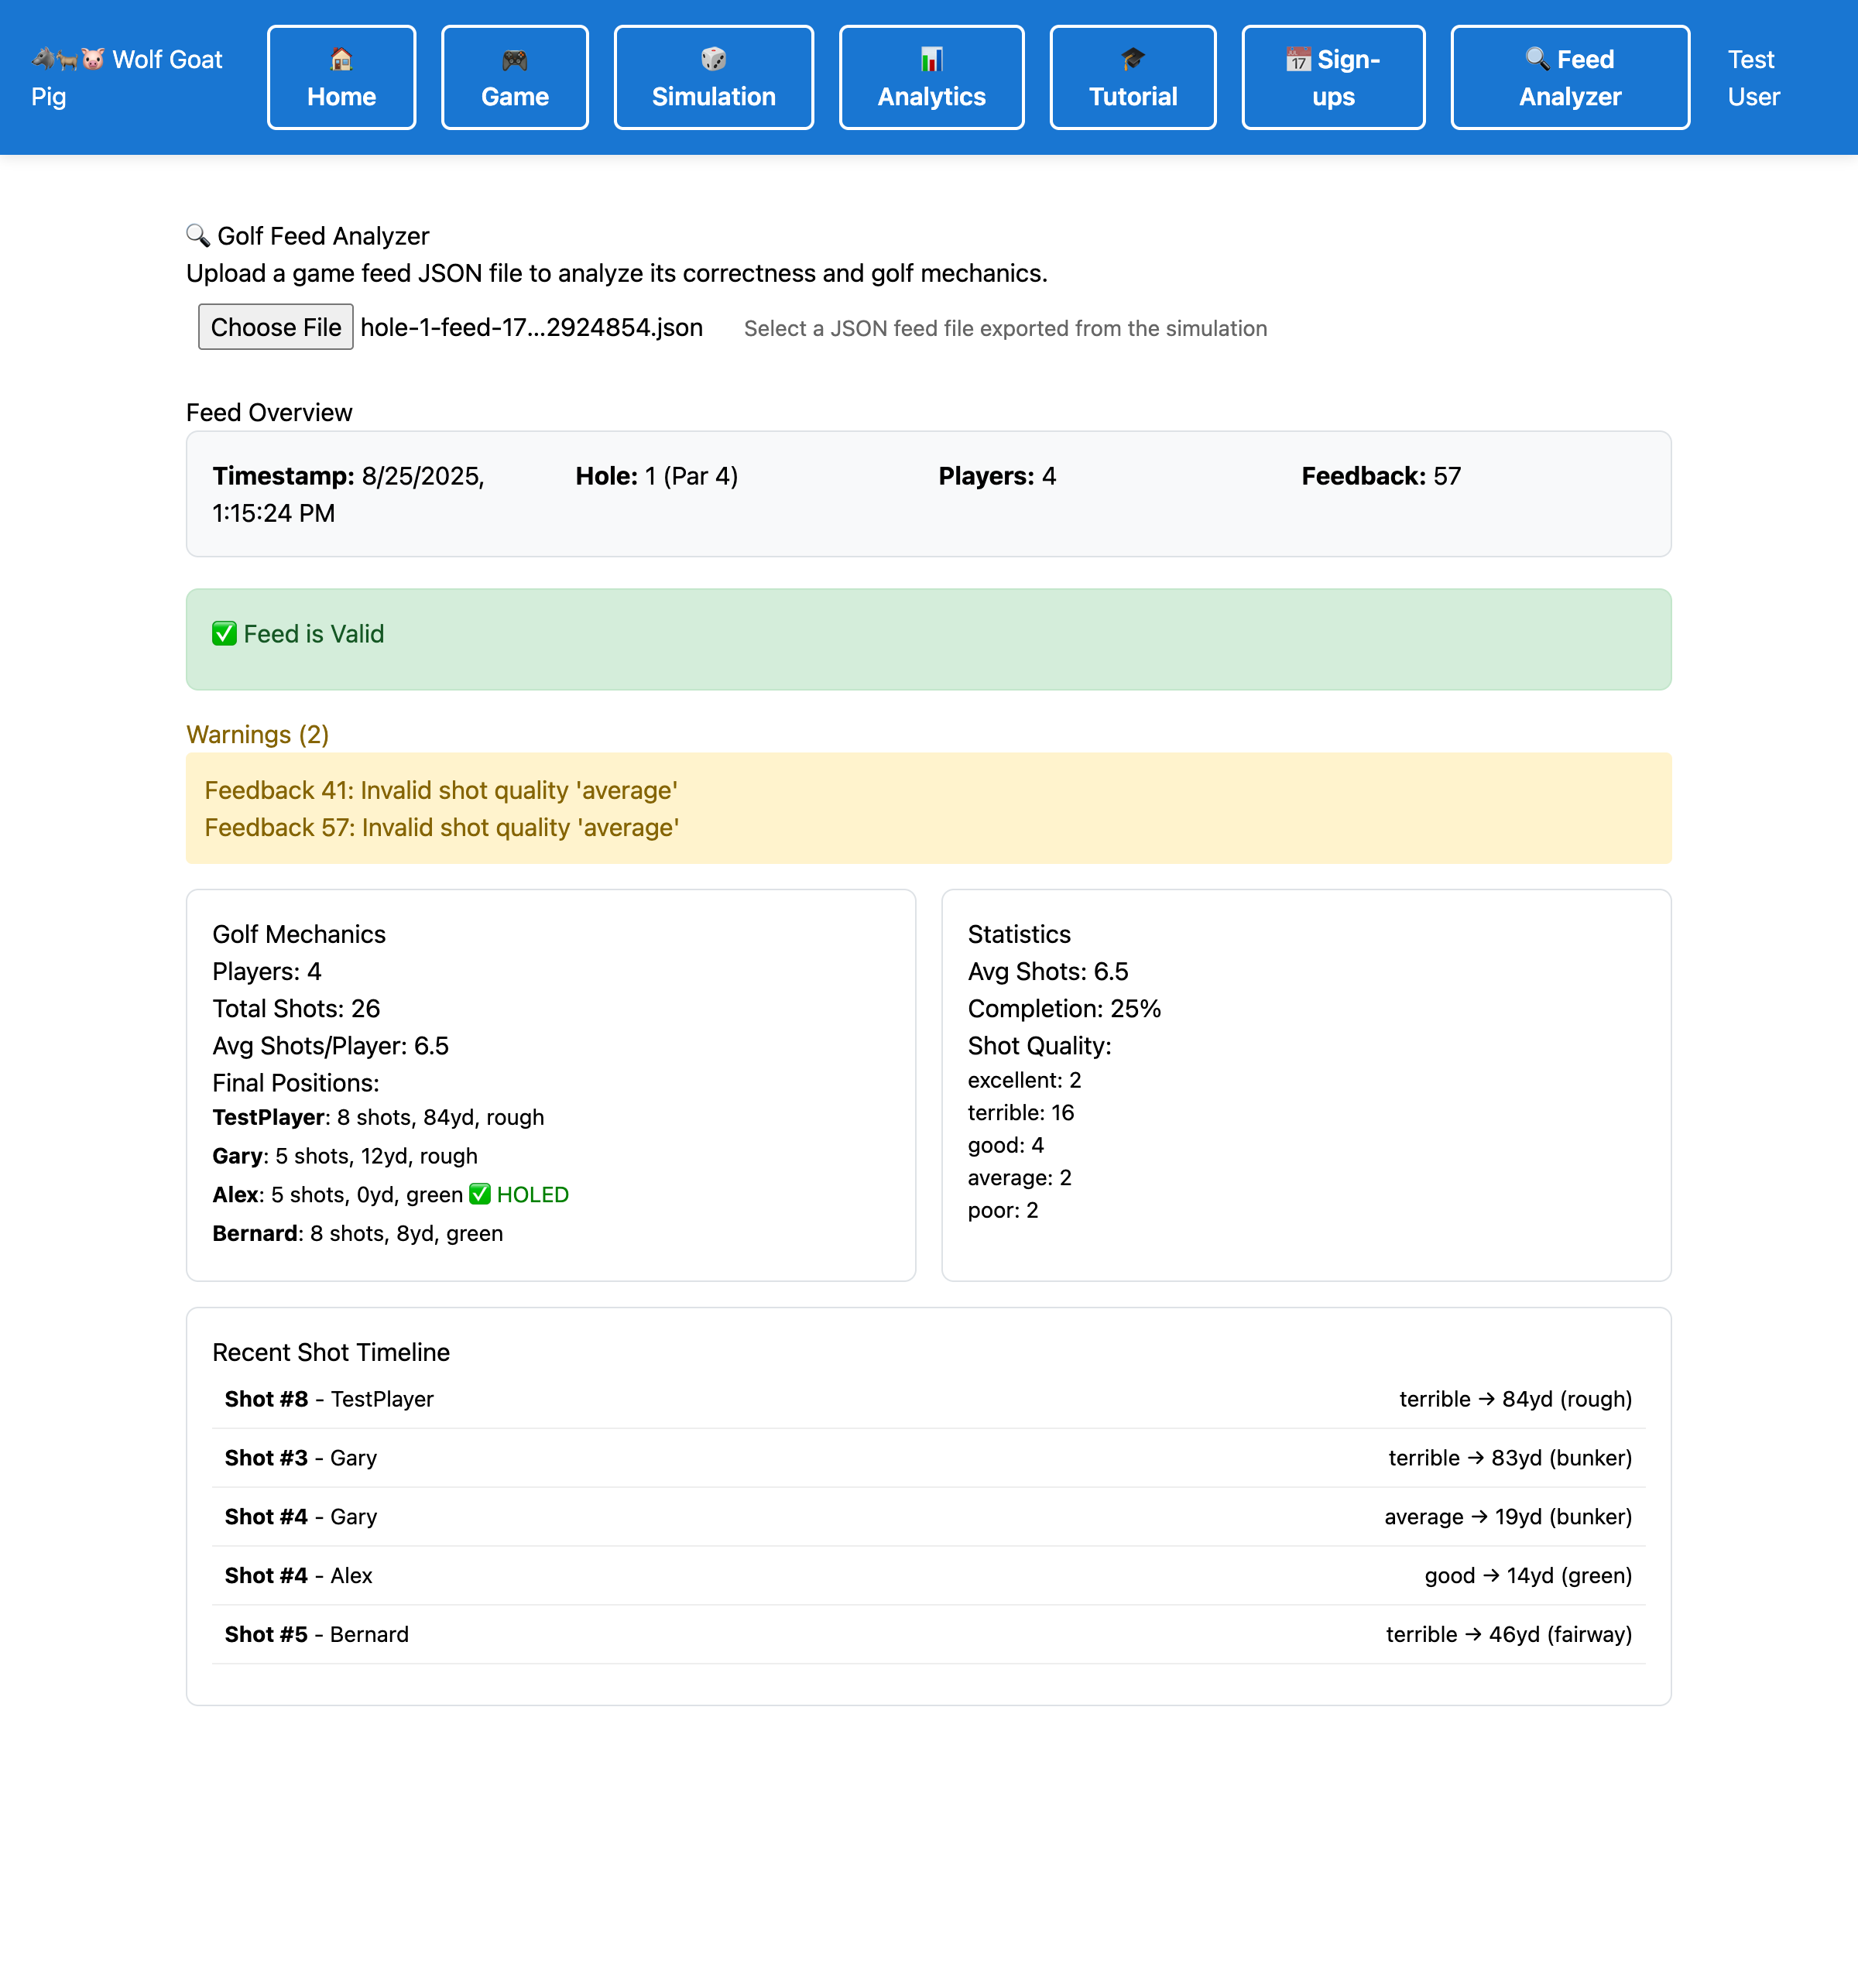 🐺🐐🐷 Wolf Goat
Pig
🏠
Home
🎮
Game
🎲
Simulation
📊
Analytics
🎓
Tutorial
📅 Sign-
ups
🔍 Feed
Analyzer
Test
User
🔍 Golf Feed Analyzer
Upload a game feed JSON file to analyze its correctness and golf mechanics.
Choose File hole-1-feed-17...2924854.json Select a JSON feed file exported from the simulation
Feed Overview
Timestamp: 8/25/2025,
1:15:24 PM
Hole: 1 (Par 4)
Players: 4
Feedback: 57
✅ Feed is Valid
Warnings (2)
Feedback 41: Invalid shot quality 'average'
Feedback 57: Invalid shot quality 'average'
Golf Mechanics
Players: 4
Total Shots: 26
Avg Shots/Player: 6.5
Final Positions:
TestPlayer: 8 shots, 84yd, rough
Gary: 5 shots, 12yd, rough
Alex: 5 shots, 0yd, green ✅ HOLED
Bernard: 8 shots, 8yd, green
Statistics
Avg Shots: 6.5
Completion: 25%
Shot Quality:
excellent: 2
terrible: 16
good: 4
average: 2
poor: 2
Recent Shot Timeline
Shot #8 - TestPlayer terrible → 84yd (rough)
Shot #3 - Gary terrible → 83yd (bunker)
Shot #4 - Gary average → 19yd (bunker)
Shot #4 - Alex good → 14yd (green)
Shot #5 - Bernard terrible → 46yd (fairway)